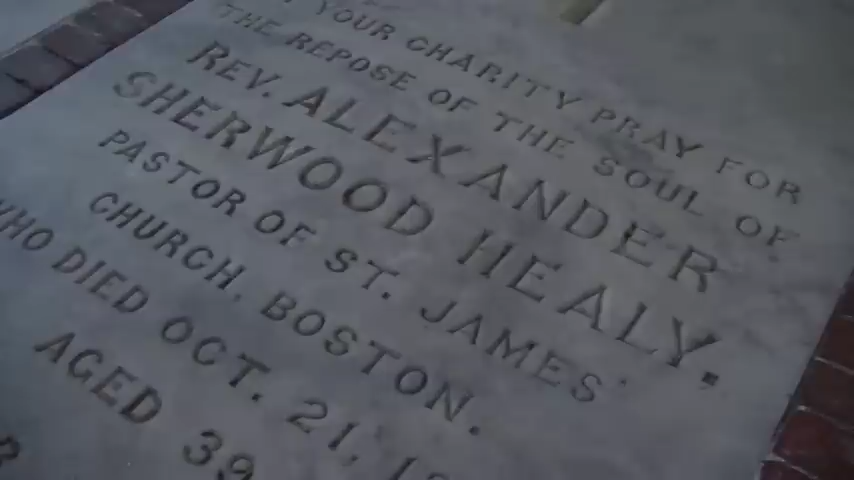 YOUR CHARITY PRAY FOR
THE REPOSE OF THE SOUL OF
REV. ALEXANDER
SHERWOOD HEALY.
PASTOR OF ST. JAMES'
CHURCH. BOSTON.
WHO DIED OCT. 21,
AGED 39